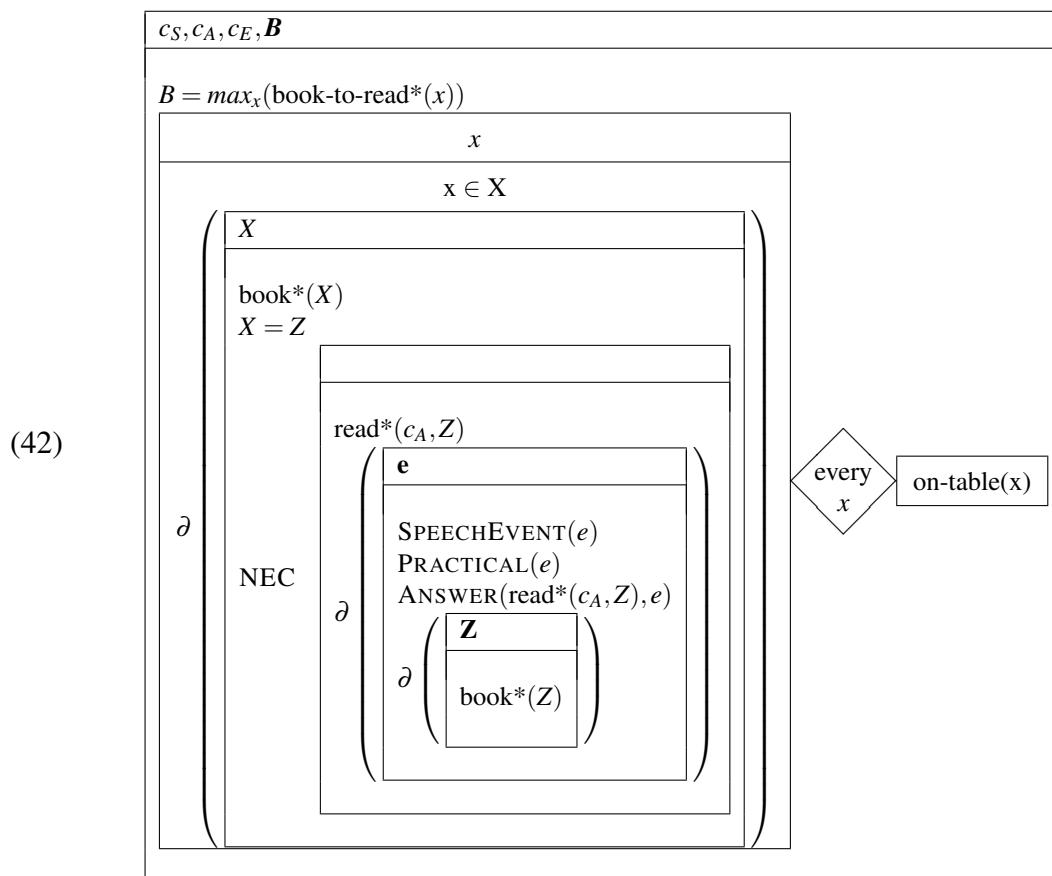 c_S, c_A, c_E, B
B = max_x(book-to-read*(x))
x
x ∈ X
X
book*(X)
X = Z
(42)
read*(c_A, Z)
e
every
x
on-table(x)
SPEECHEVENT(e)
∂
NEC
∂
PRACTICAL(e)
ANSWER(read*(c_A, Z), e)
Z
∂
book*(Z)